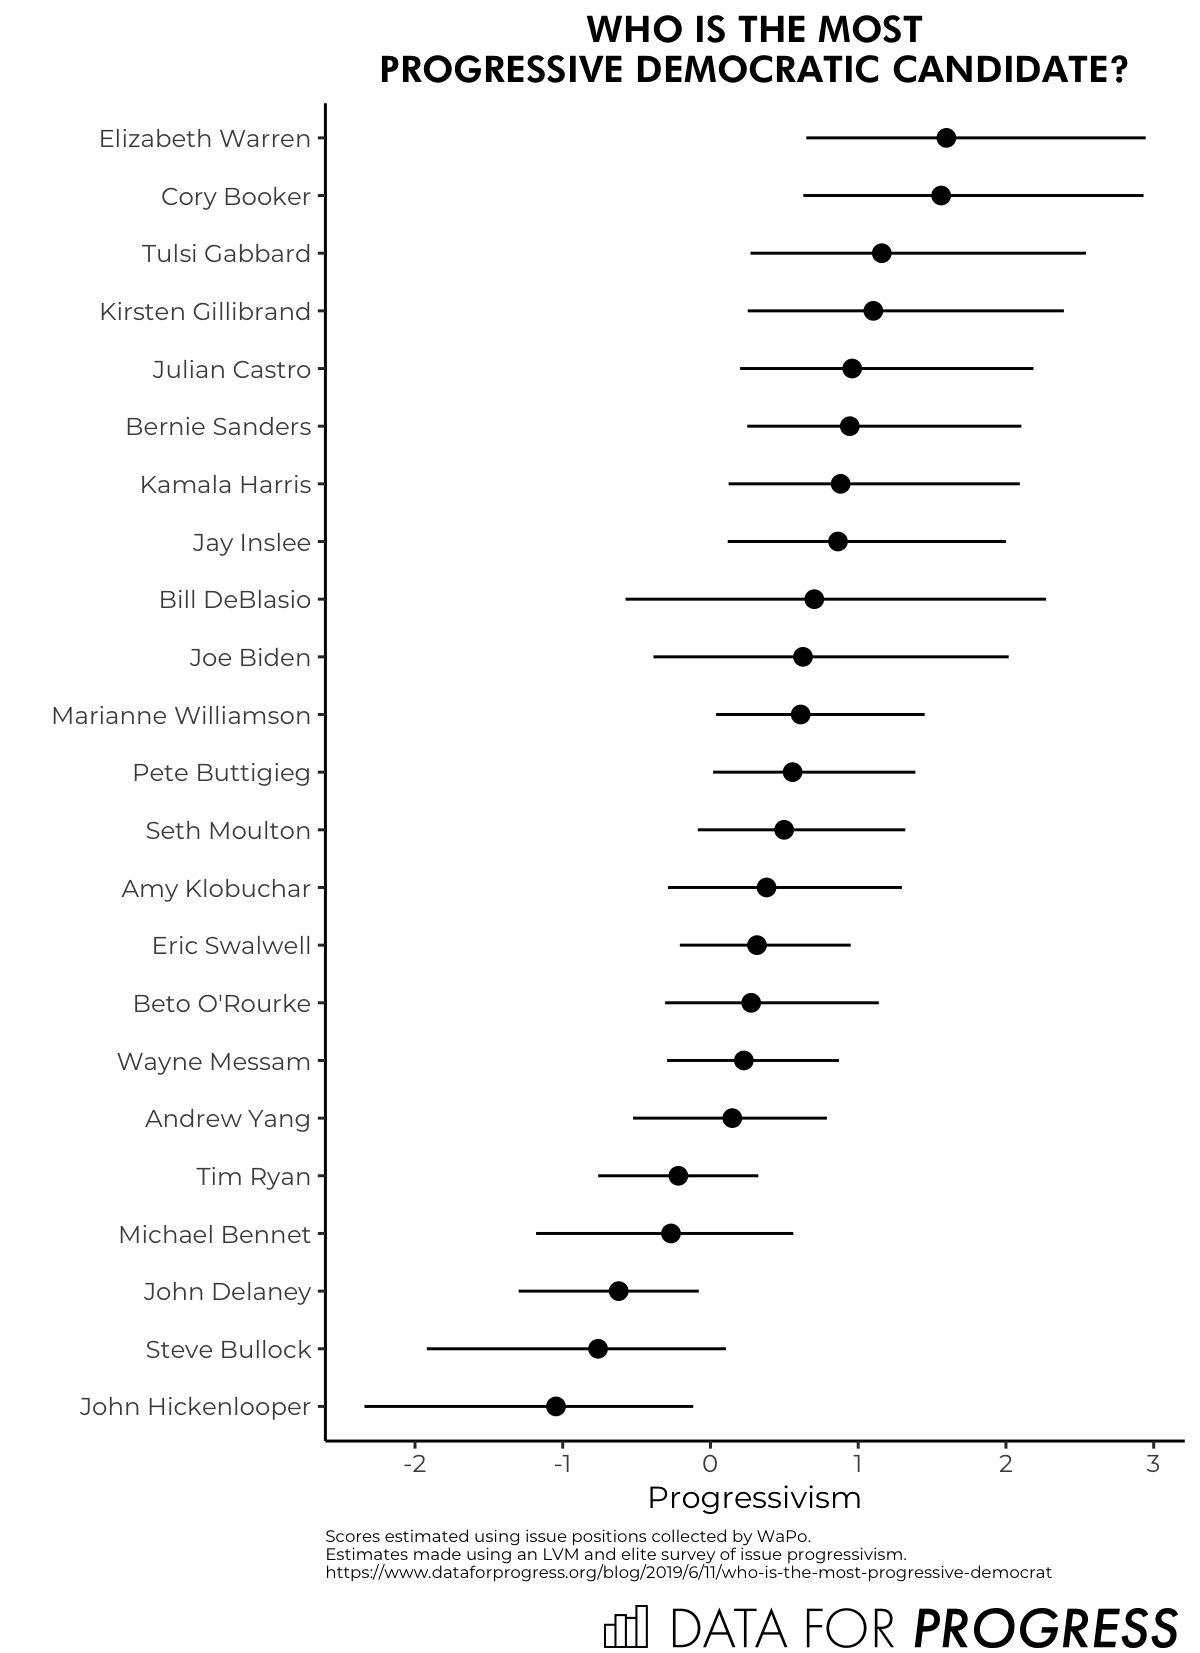 WHO IS THE MOST
PROGRESSIVE DEMOCRATIC CANDIDATE?
Elizabeth Warren
Cory Booker
Tulsi Gabbard
Kirsten Gillibrand
Julian Castro
Bernie Sanders
Kamala Harris
Jay Inslee
Bill DeBlasio
Joe Biden
Marianne Williamson
Pete Buttigieg
Seth Moulton
Amy Klobuchar
Eric Swalwell
Beto O'Rourke
Wayne Messam
Andrew Yang
Tim Ryan
Michael Bennet
John Delaney
Steve Bullock
John Hickenlooper
-2 -1 0 1 2 3
Progressivism
Scores estimated using issue positions collected by WaPo.
Estimates made using an LVM and elite survey of issue progressivism.
https://www.dataforprogress.org/blog/2019/6/11/who-is-the-most-progressive-democrat
DATA FOR PROGRESS